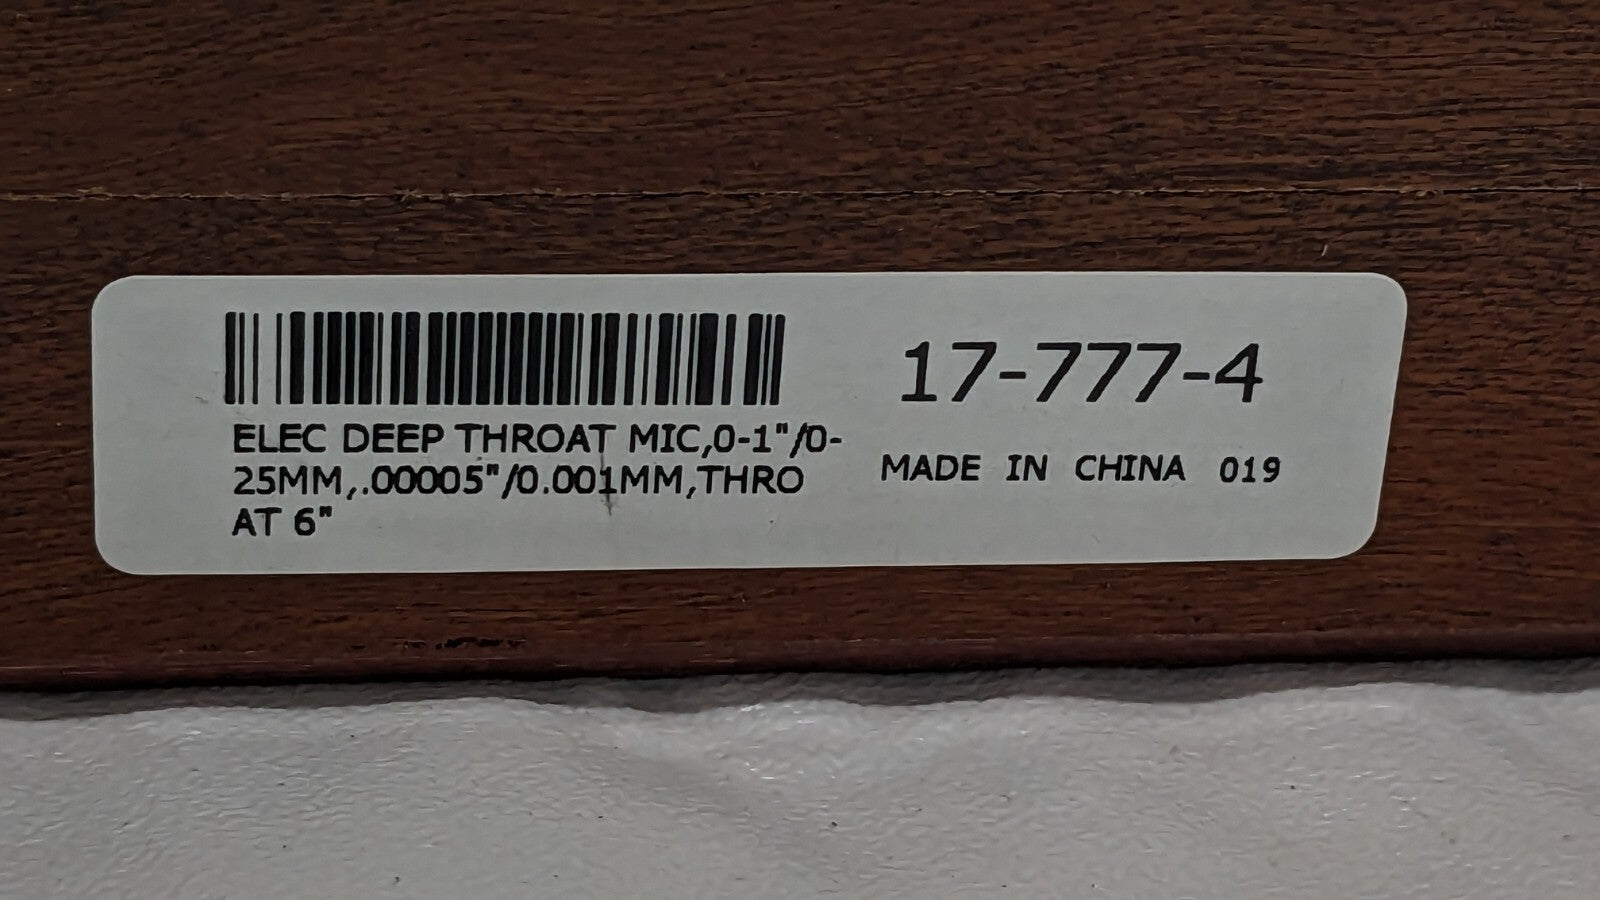 17-777-4
ELEC DEEP THROAT MIC,0-1"/0-
25MM,.00005"/0.001MM,THRO
AT 6"
MADE IN CHINA 019